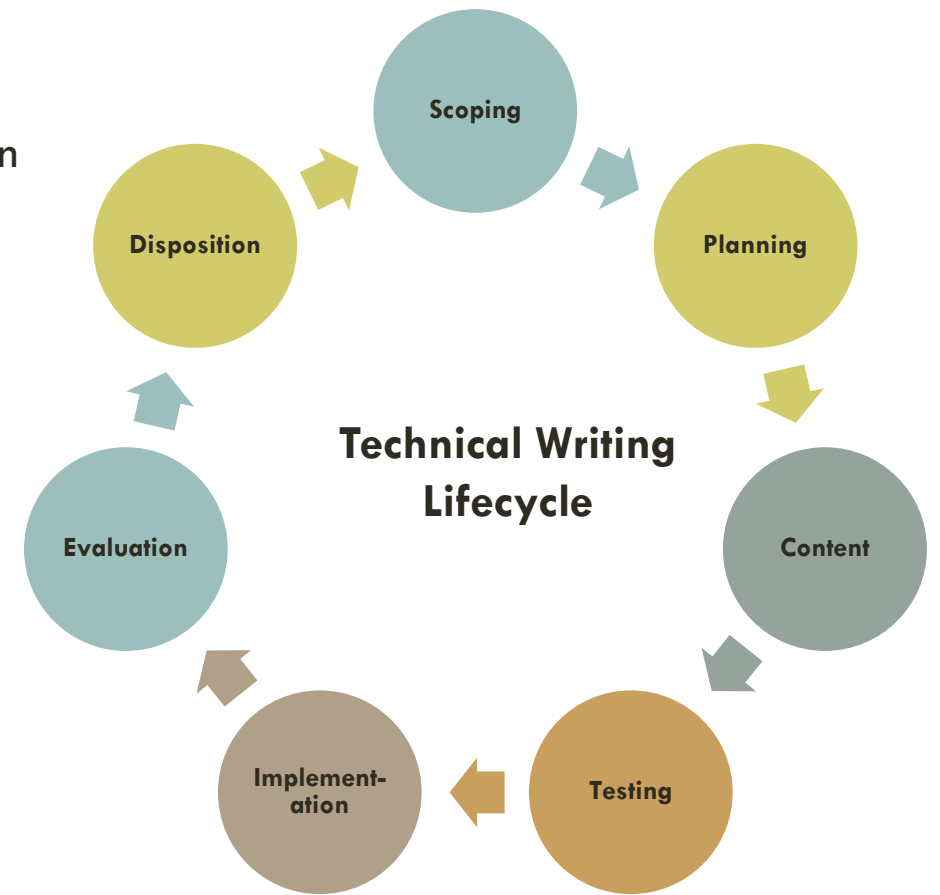 Scoping
n
Disposition
Planning
Technical Writing
Lifecycle
Evaluation
Content
Implement-
ation
Testing